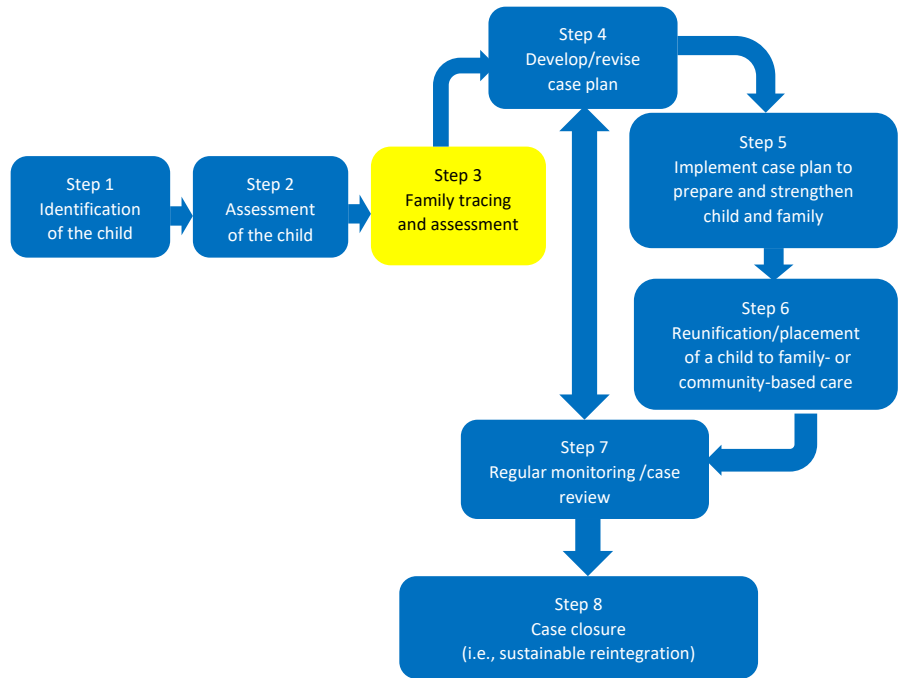 Step 1
Identification
of the child
Step 2
Assessment
of the child
Step 3
Family tracing
and assessment
Step 4
Develop/revise
case plan
Step 5
Implement case plan to
prepare and strengthen
child and family
Step 6
Reunification/placement
of a child to family- or
community-based care
Step 7
Regular monitoring /case
review
Step 8
Case closure
(i.e., sustainable reintegration)